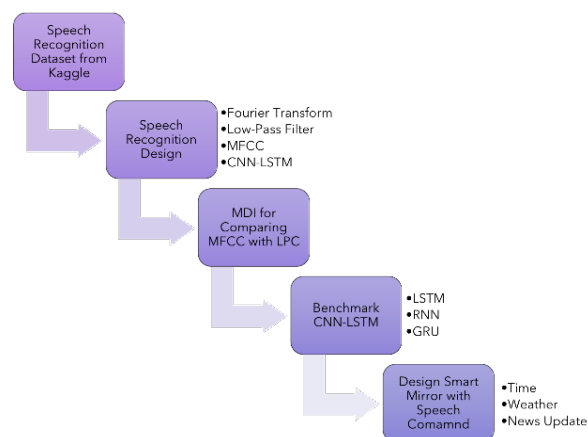 Speech
Recognition
Dataset from
Kaggle
Speech
Recognition
Design
•Fourier Transform
•Low-Pass Filter
•MFCC
•CNN-LSTM
MDI for
Comparing
MFCC with LPC
Benchmark
CNN-LSTM
•LSTM
•RNN
•GRU
Design Smart
Mirror with
Speech
Comamnd
•Time
•Weather
•News Update